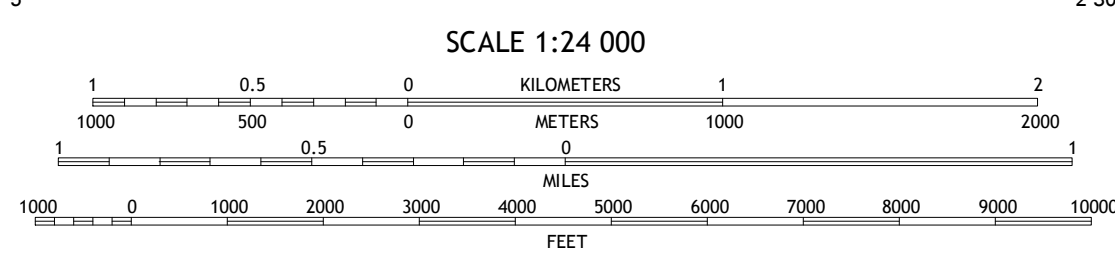 SCALE 1:24 000
1 0.5 0 KILOMETERS 1 2
1000 500 0 METERS 1000 2000
1 0.5 0 1
MILES
1000 0 1000 2000 3000 4000 5000 6000 7000 8000 9000 10000
FEET